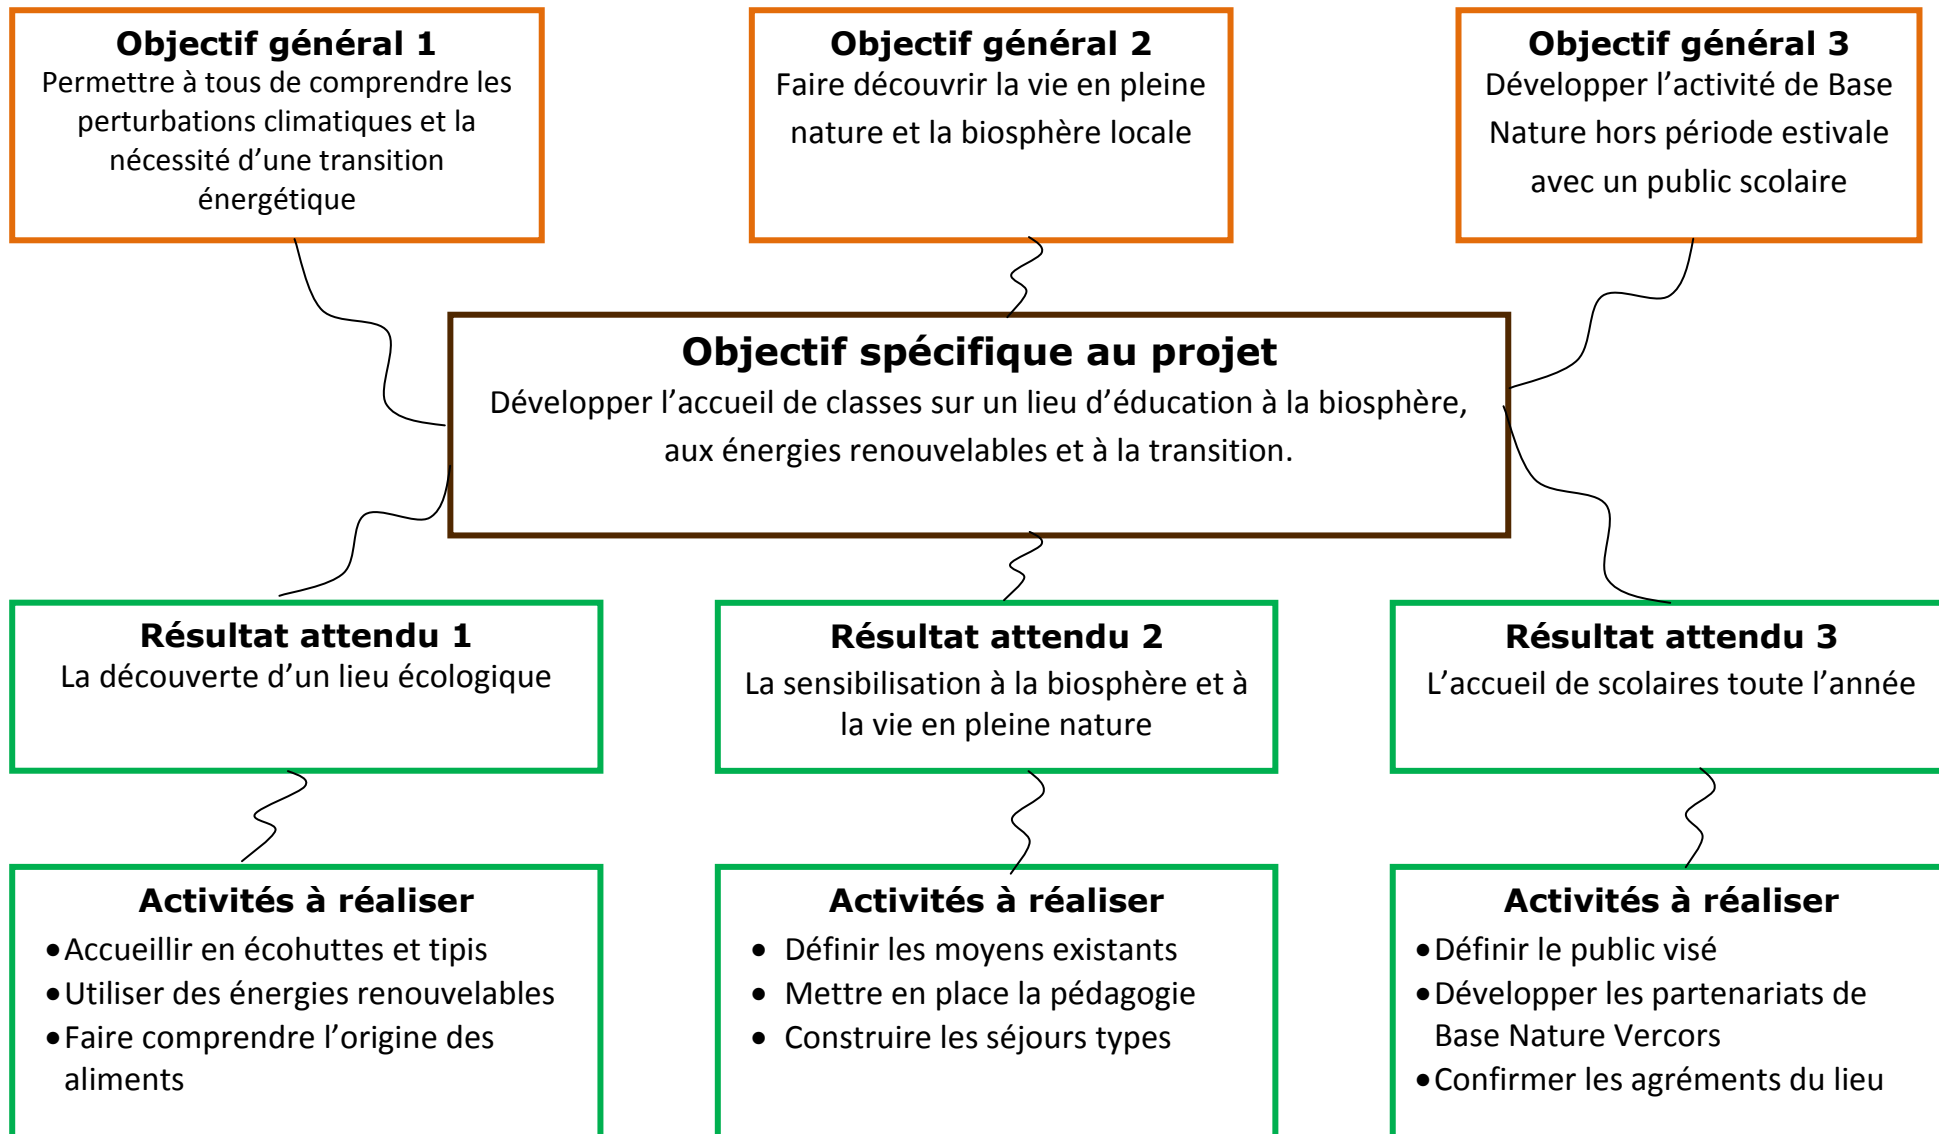 Objectif général 1
Permettre à tous de comprendre les
perturbations climatiques et la
nécessité d’une transition
énergétique
Objectif général 2
Faire découvrir la vie en pleine
nature et la biosphère locale
Objectif général 3
Développer l’activité de Base
Nature hors période estivale
avec un public scolaire
Objectif spécifique au projet
Développer l’accueil de classes sur un lieu d’éducation à la biosphère,
aux énergies renouvelables et à la transition.
Résultat attendu 1
La découverte d’un lieu écologique
Résultat attendu 2
La sensibilisation à la biosphère et à
la vie en pleine nature
Résultat attendu 3
L’accueil de scolaires toute l’année
Activités à réaliser
• Accueillir en écohuttes et tipis
• Utiliser des énergies renouvelables
• Faire comprendre l’origine des
aliments
Activités à réaliser
• Définir les moyens existants
• Mettre en place la pédagogie
• Construire les séjours types
Activités à réaliser
• Définir le public visé
• Développer les partenariats de
Base Nature Vercors
• Confirmer les agréments du lieu